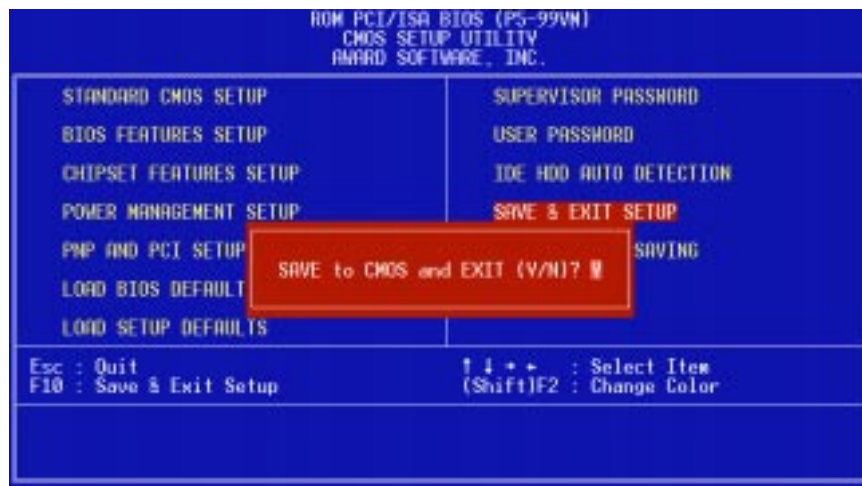 ROM PCI/ISA BIOS (P5-99VM)
CMOS SETUP UTILITY
AWARD SOFTWARE, INC.
STANDARD CMOS SETUP
BIOS FEATURES SETUP
CHIPSET FEATURES SETUP
POWER MANAGEMENT SETUP
PNP AND PCI SETUP
LOAD BIOS DEFAULT
LOAD SETUP DEFAULTS
SUPERVISOR PASSWORD
USER PASSWORD
IDE HDD AUTO DETECTION
SAVE & EXIT SETUP
SAVING
SAVE to CMOS and EXIT (Y/N)? Y
Esc : Quit
F10 : Save & Exit Setup
↑ ↓ → ← : Select Item
(Shift)F2 : Change Color